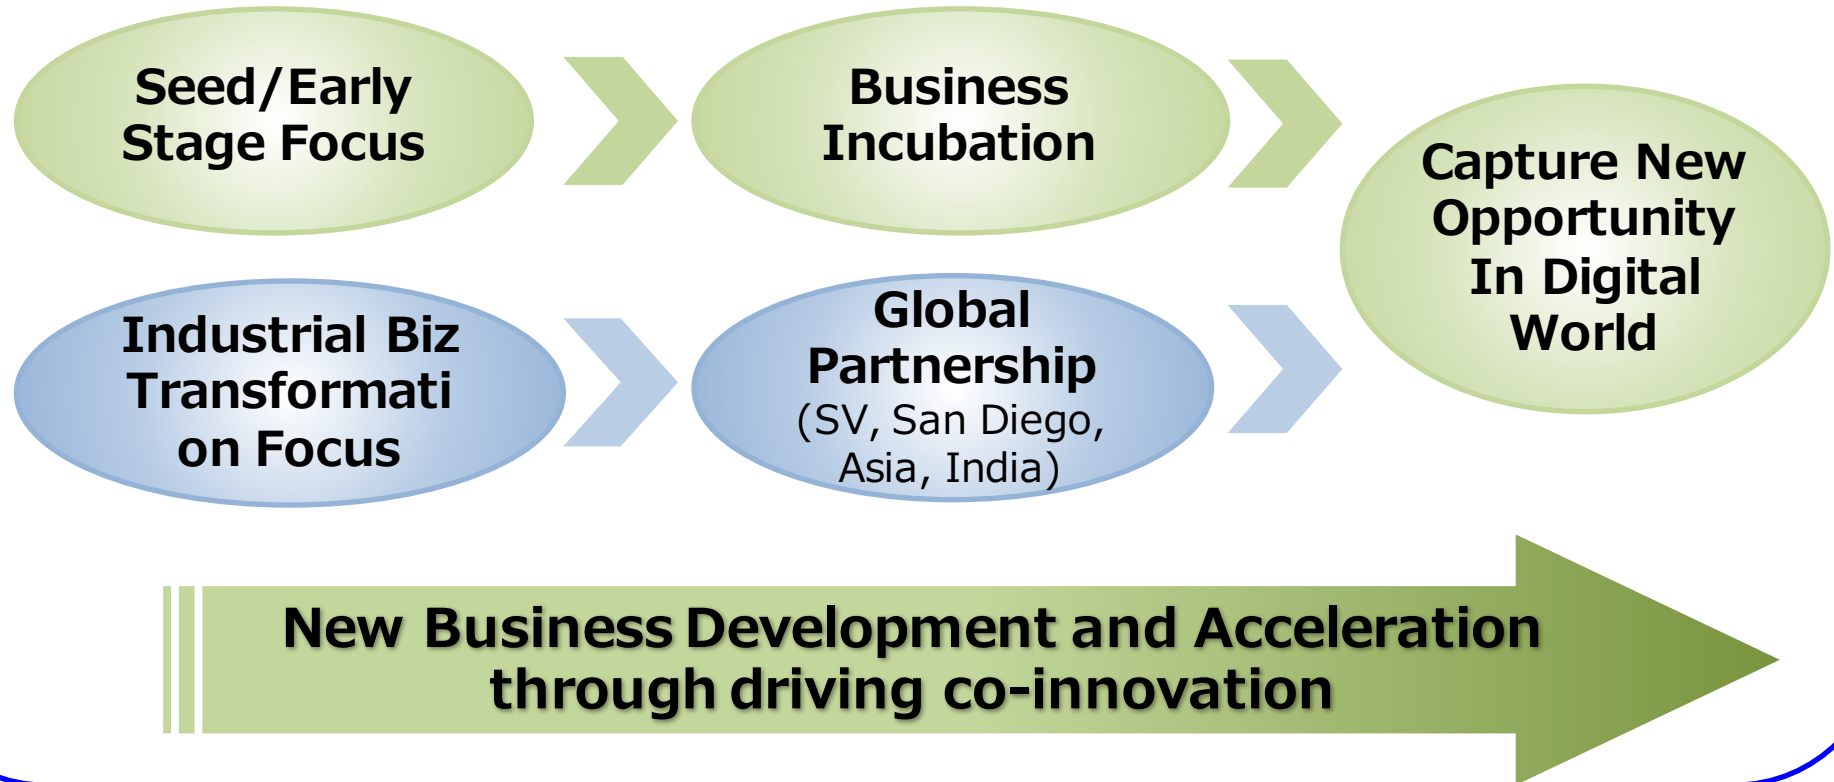 Seed/Early
Stage Focus
Business
Incubation
Capture New
Opportunity
In Digital
World
Industrial Biz
Transformati
on Focus
Global
Partnership
(SV, San Diego,
Asia, India)
New Business Development and Acceleration
through driving co-innovation